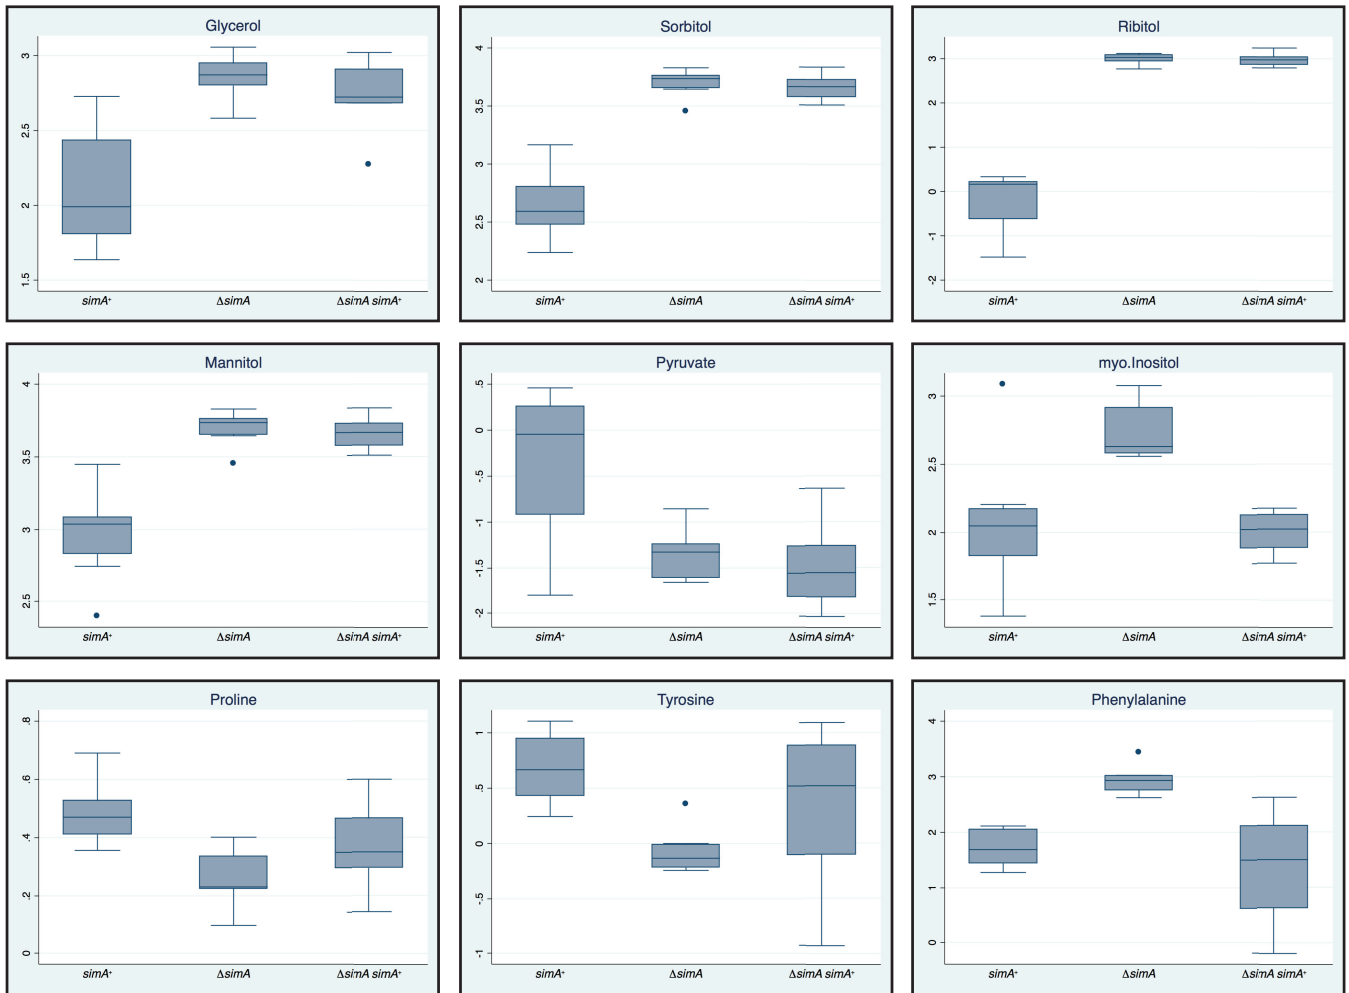 Glycerol
3
2.5
2
1.5
simA⁺
ΔsimA
ΔsimA simA⁺
Sorbitol
4
3.5
3
2.5
2
simA⁺
ΔsimA
ΔsimA simA⁺
Ribitol
3
2
1
0
-1
-2
simA⁺
ΔsimA
ΔsimA simA⁺
Mannitol
4
3.5
3
2.5
simA⁺
ΔsimA
ΔsimA simA⁺
Pyruvate
.5
0
-.5
-1
-1.5
-2
simA⁺
ΔsimA
ΔsimA simA⁺
myo.Inositol
3
2.5
2
1.5
simA⁺
ΔsimA
ΔsimA simA⁺
Proline
.8
.6
.4
.2
0
simA⁺
ΔsimA
ΔsimA simA⁺
Tyrosine
1
.5
0
-.5
-1
simA⁺
ΔsimA
ΔsimA simA⁺
Phenylalanine
4
3
2
1
0
simA⁺
ΔsimA
ΔsimA simA⁺